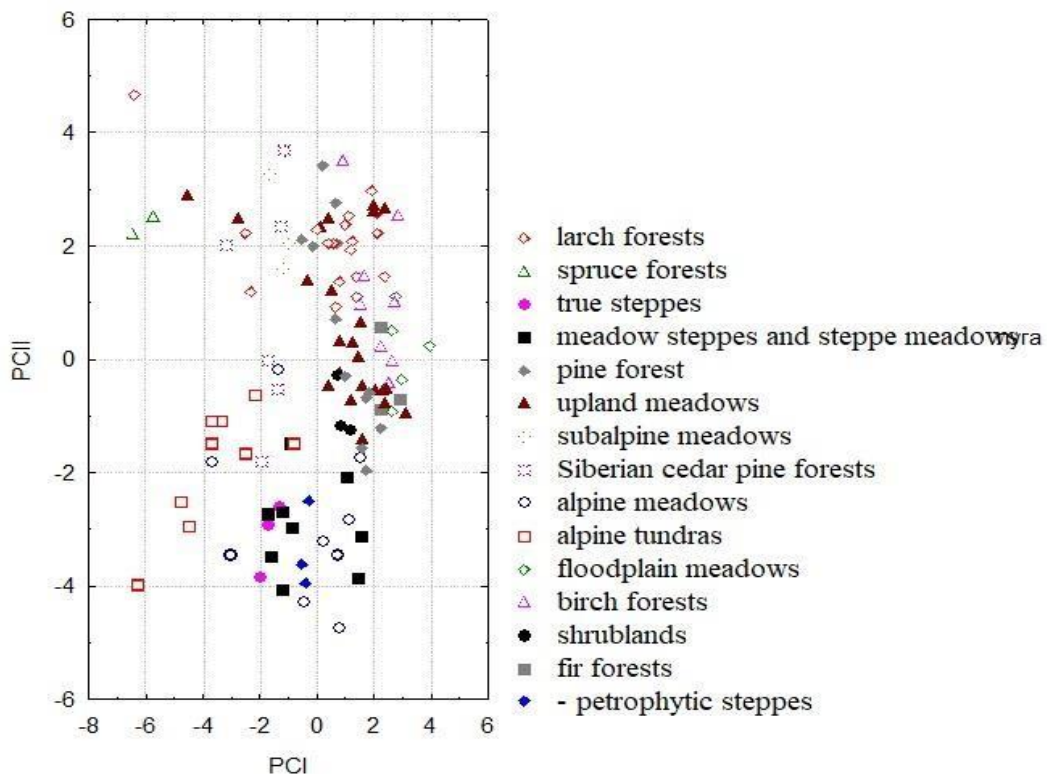 6
4
2
0
-2
-4
-6
PCII
-8 -6 -4 -2 0 2 4 6
PCI
larch forests
spruce forests
true steppes
meadow steppes and steppe meadows
pine forest
upland meadows
subalpine meadows
Siberian cedar pine forests
alpine meadows
alpine tundras
floodplain meadows
birch forests
shrublands
fir forests
- petrophytic steppes